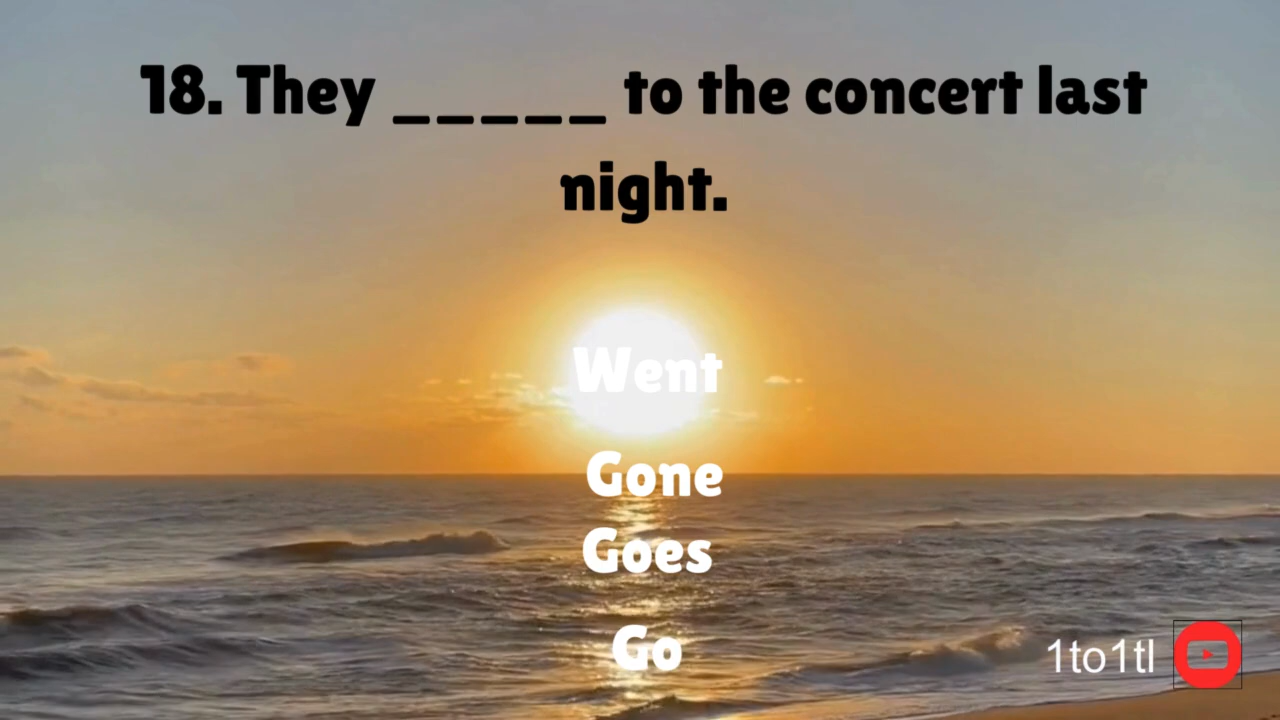 18. They _____ to the concert last
night.
Went
Gone
Goes
Go
1to1tl